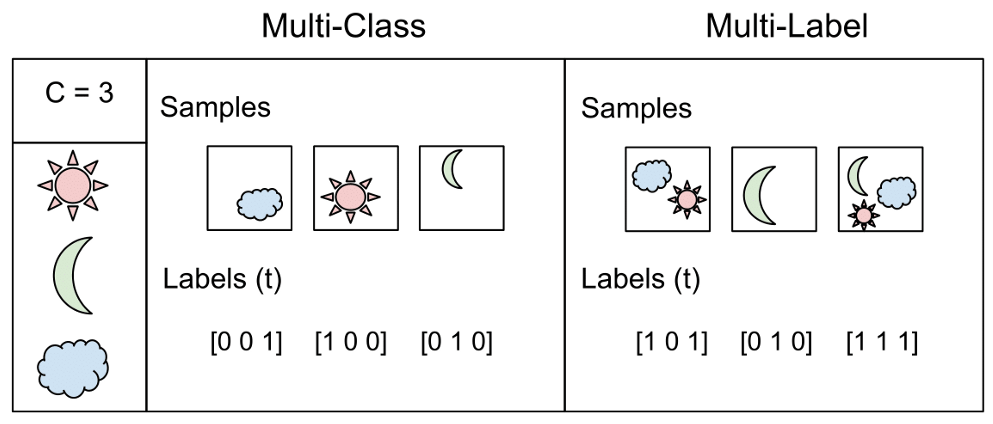 Multi-Class
Multi-Label
C = 3
Samples
Samples
Labels (t)
Labels (t)
[0 0 1] [1 0 0] [0 1 0]
[1 0 1] [0 1 0] [1 1 1]